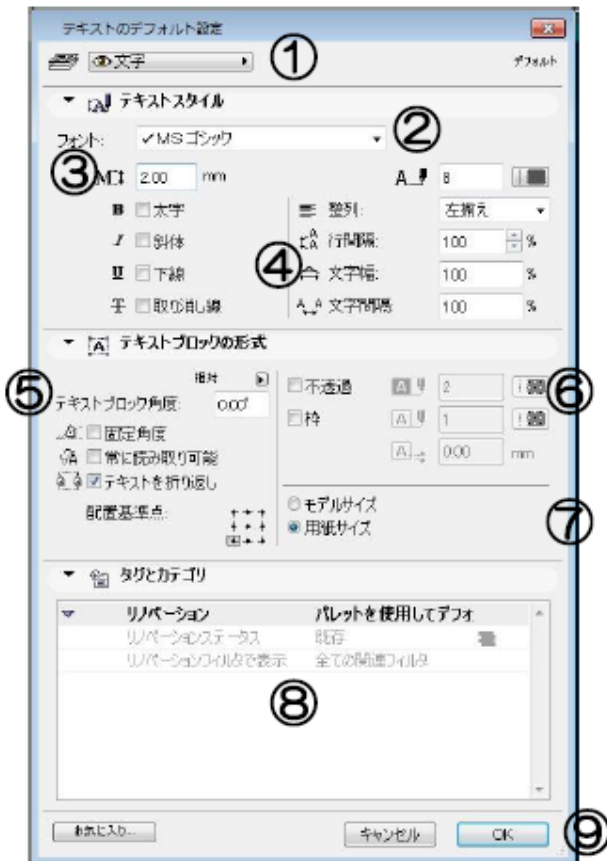 テキストのデフォルト設定
文字 ① デフォルト
テキストスタイル
フォント: ✓MS ゴシック ②
③ 2.00 mm A 8
B 太字 整列: 左揃え
I 斜体 行間隔: 100 %
U 下線 ④ 文字幅: 100 %
取り消し線 文字間隔: 100 %
テキストブロックの形式
⑤ 相対 不透過 A 2 ⑥
テキストブロック角度: 0.00° 枠 A 1
固定角度 A 0.00 mm
常に読み取り可能
テキストを折り返し モデルサイズ ⑦
配置基準点: 用紙サイズ
タグとカテゴリ
リノベーション パレットを使用してデフォ
リノベーションステータス 既存
リノベーションフィルタで表示 全ての関連フィルタ
⑧
お気に入り... キャンセル OK ⑨